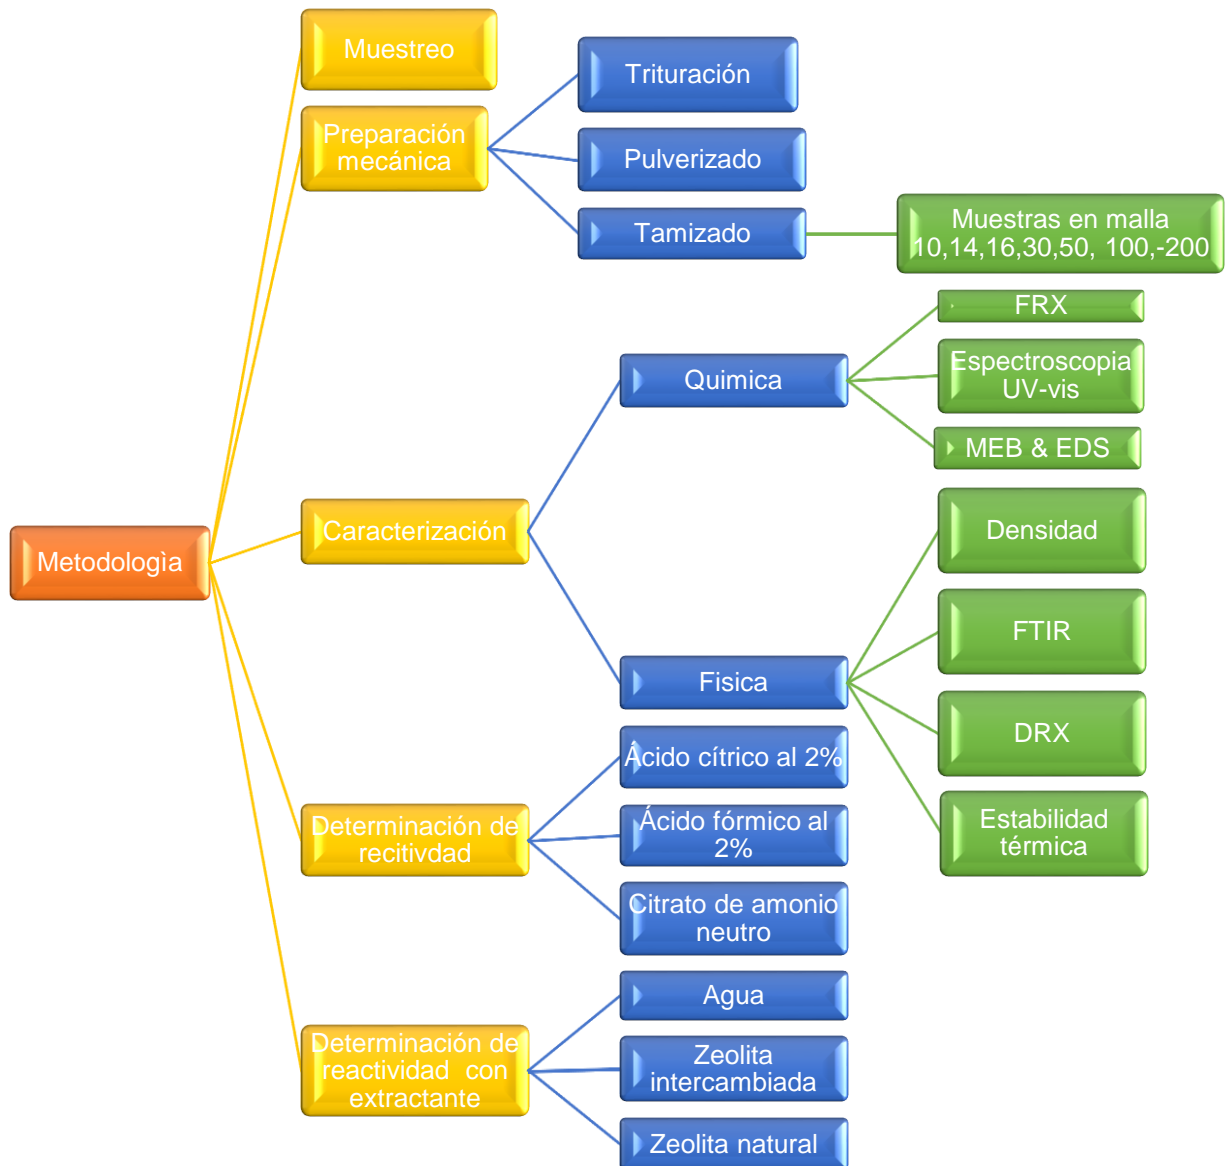 Metodologìa
Muestreo
Preparación
mecánica
Trituración
Pulverizado
Tamizado
Muestras en malla
10,14,16,30,50, 100,-200
Caracterización
Quimica
FRX
Espectroscopia
UV-vis
MEB & EDS
Fisica
Densidad
FTIR
DRX
Estabilidad
térmica
Determinación de
recitivdad
Ácido cítrico al 2%
Ácido fórmico al
2%
Citrato de amonio
neutro
Determinación de
reactividad con
extractante
Agua
Zeolita
intercambiada
Zeolita natural